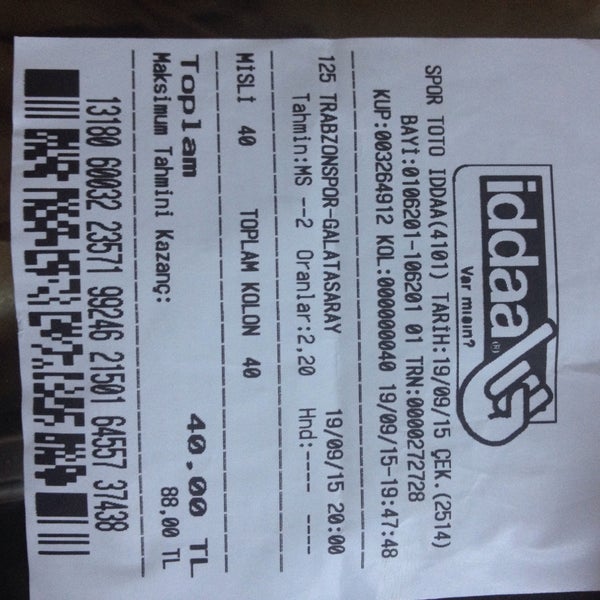 iddaa®
Var mısın?
SPOR TOTO IDDAA(4101) TARİH:19/09/15 ÇEK.(2514)
BAYİ:0106201-106201 01 TRN:0000272728
KUP:003264912 KOL:000000040 19/09/15-19:47:48
125 TRABZONSPOR-GALATASARAY 19/09/15 20:00
Tahmin:MS --2 Oranlar:2,20 Hnd:---- ----
MİSLİ 40 TOPLAM KOLON 40
Toplam 40,00 TL
Maksimum Tahmini Kazanç: 88,00 TL
13180 60032 23571 99246 21501 64557 37438